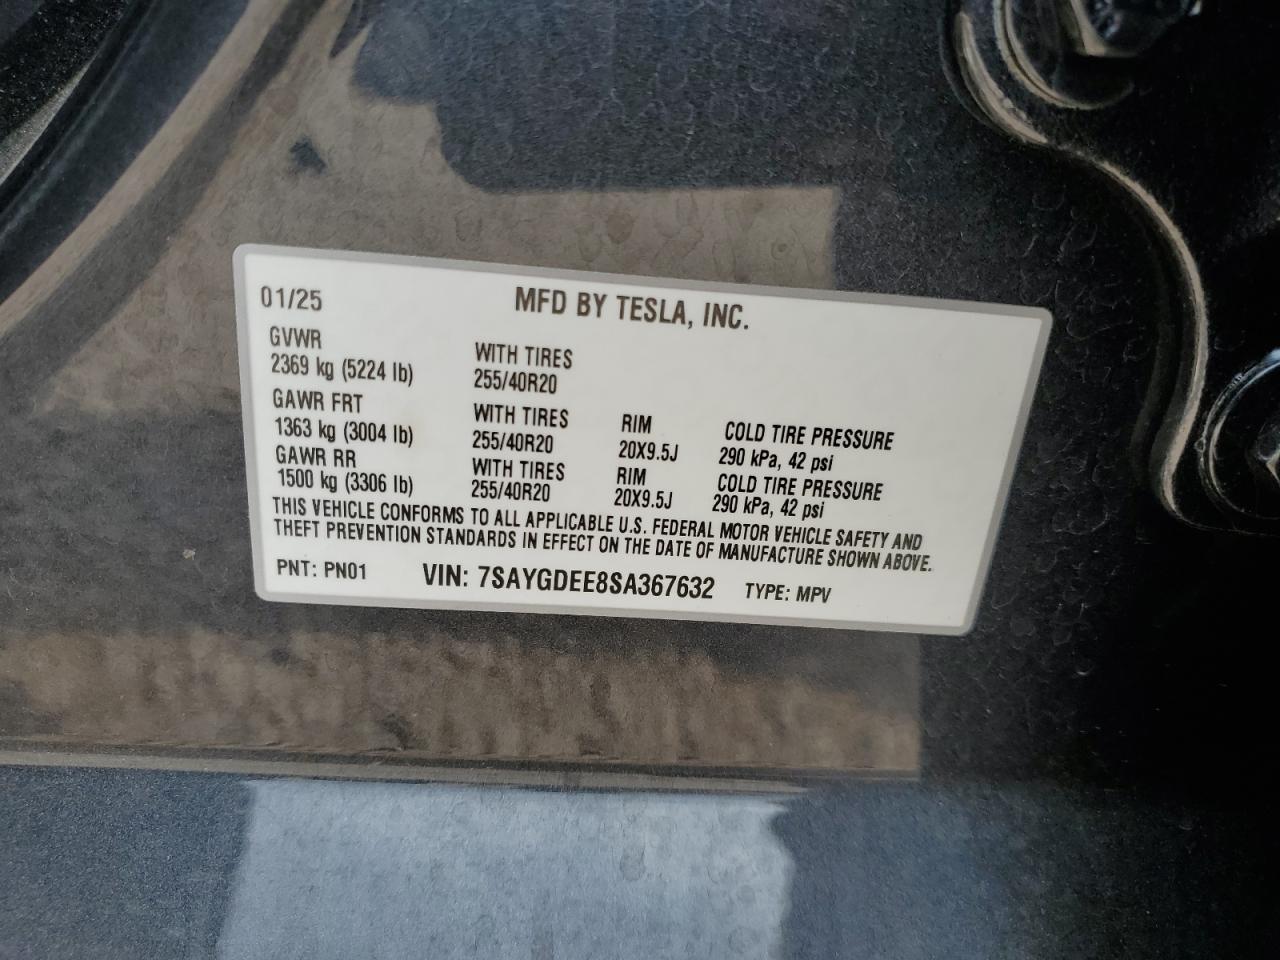 01/25 MFD BY TESLA, INC.
GVWR
2369 kg (5224 lb) WITH TIRES 255/40R20
GAWR FRT
1363 kg (3004 lb) WITH TIRES 255/40R20 RIM 20X9.5J COLD TIRE PRESSURE 290 kPa, 42 psi
GAWR RR
1500 kg (3306 lb) WITH TIRES 255/40R20 RIM 20X9.5J COLD TIRE PRESSURE 290 kPa, 42 psi
THIS VEHICLE CONFORMS TO ALL APPLICABLE U.S. FEDERAL MOTOR VEHICLE SAFETY AND
THEFT PREVENTION STANDARDS IN EFFECT ON THE DATE OF MANUFACTURE SHOWN ABOVE.
PNT: PN01 VIN: 7SAYGDEE8SA367632 TYPE: MPV